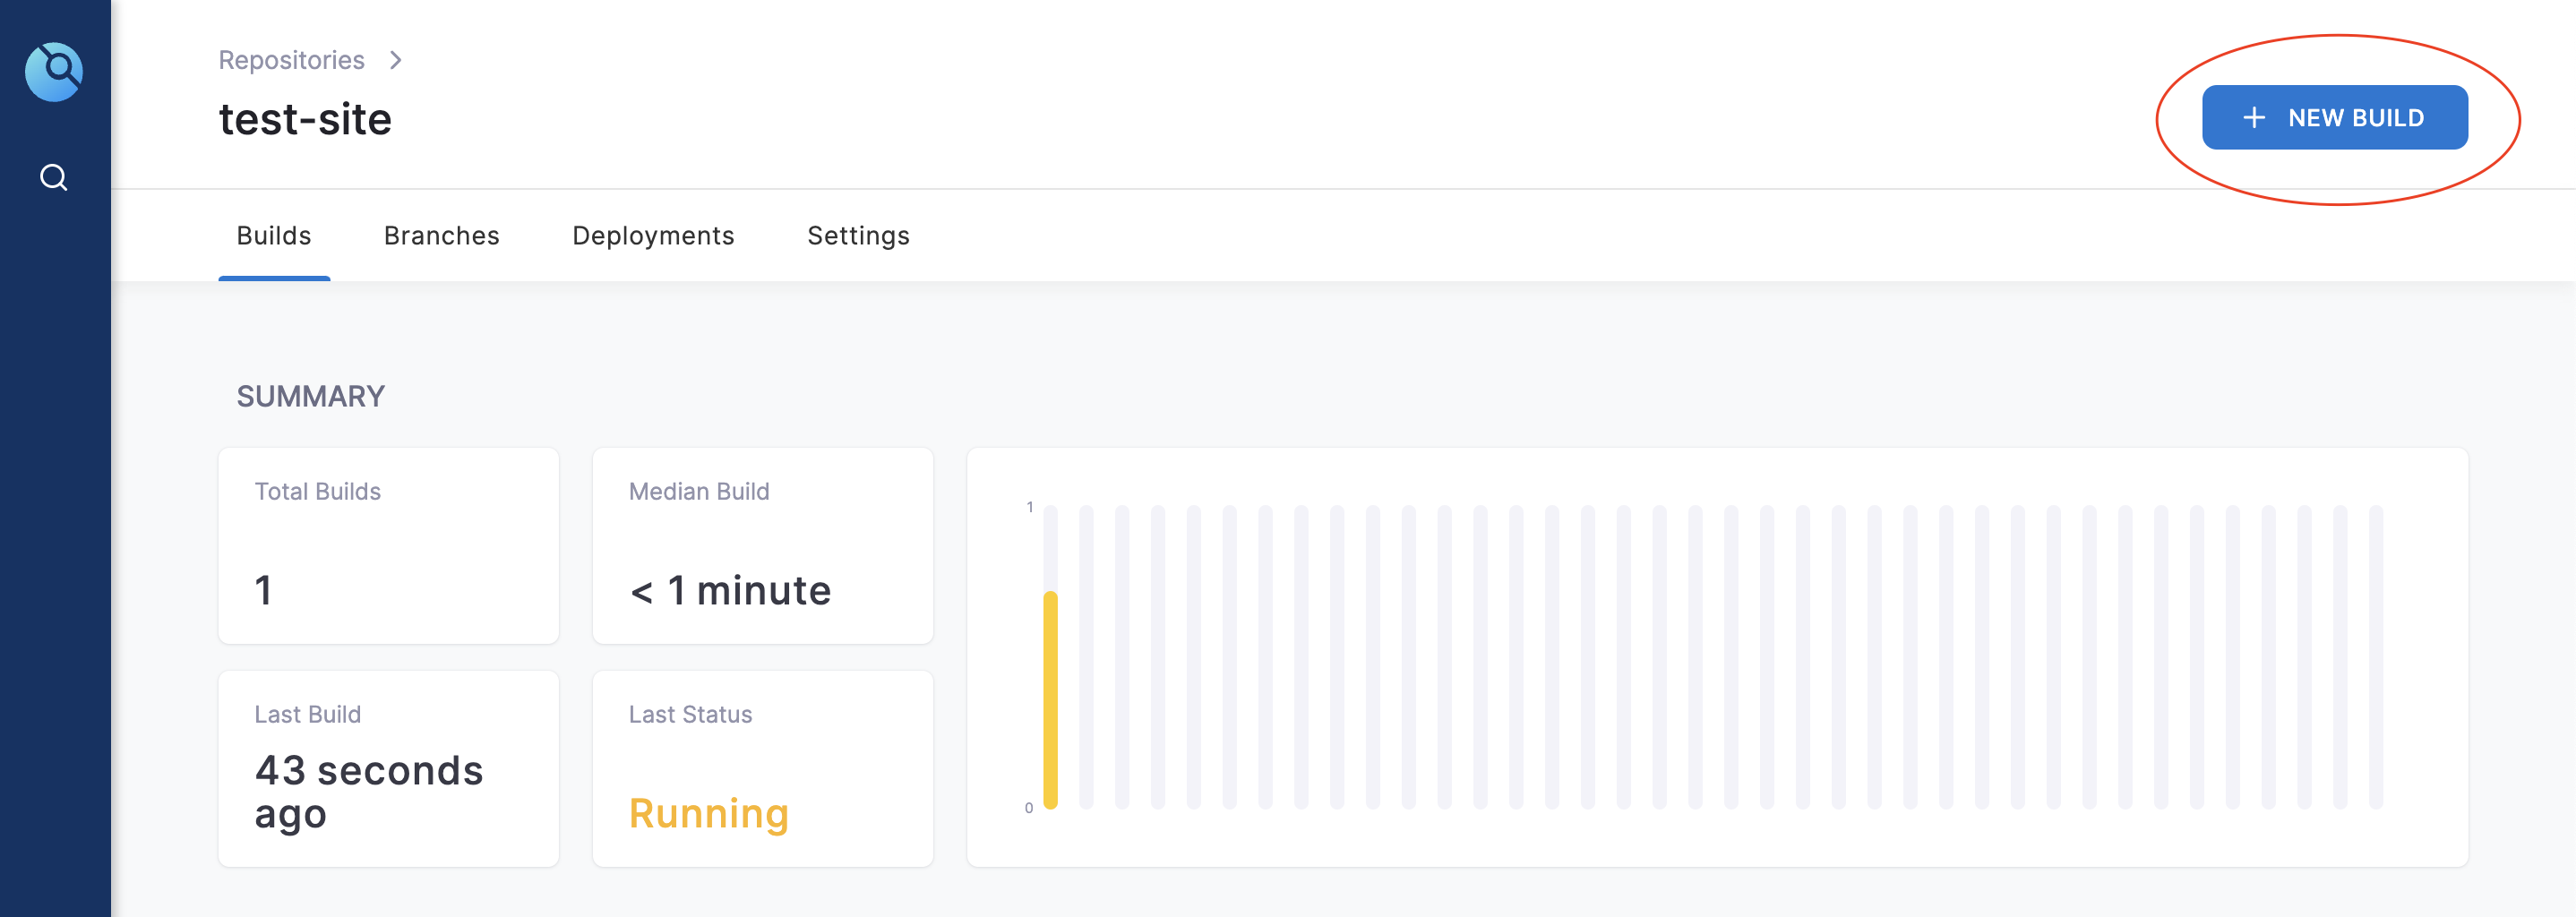 Repositories
test-site
+ NEW BUILD
Builds Branches Deployments Settings
SUMMARY
Total Builds
1
Median Build
< 1 minute
Last Build
43 seconds
ago
Last Status
Running
1
0